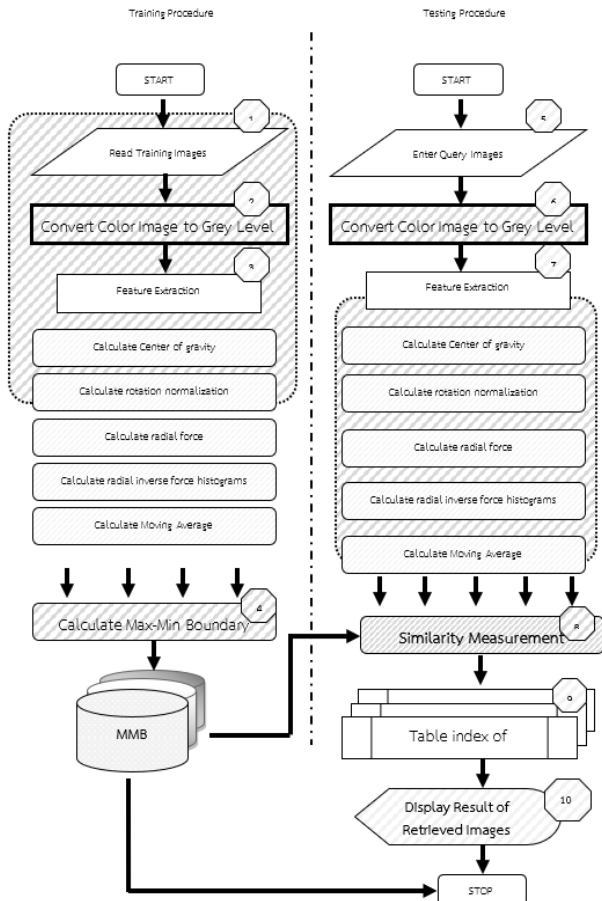 Training Procedure
START
1
Read Training Images
2
Convert Color Image to Grey Level
3
Feature Extraction
Calculate Center of gravity
Calculate rotation normalization
Calculate radial force
Calculate radial inverse force histograms
Calculate Moving Average
4
Calculate Max-Min Boundary
MMB
Testing Procedure
START
5
Enter Query Images
6
Convert Color Image to Grey Level
7
Feature Extraction
Calculate Center of gravity
Calculate rotation normalization
Calculate radial force
Calculate radial inverse force histograms
Calculate Moving Average
8
Similarity Measurement
9
Table index of
10
Display Result of
Retrieved Images
STOP